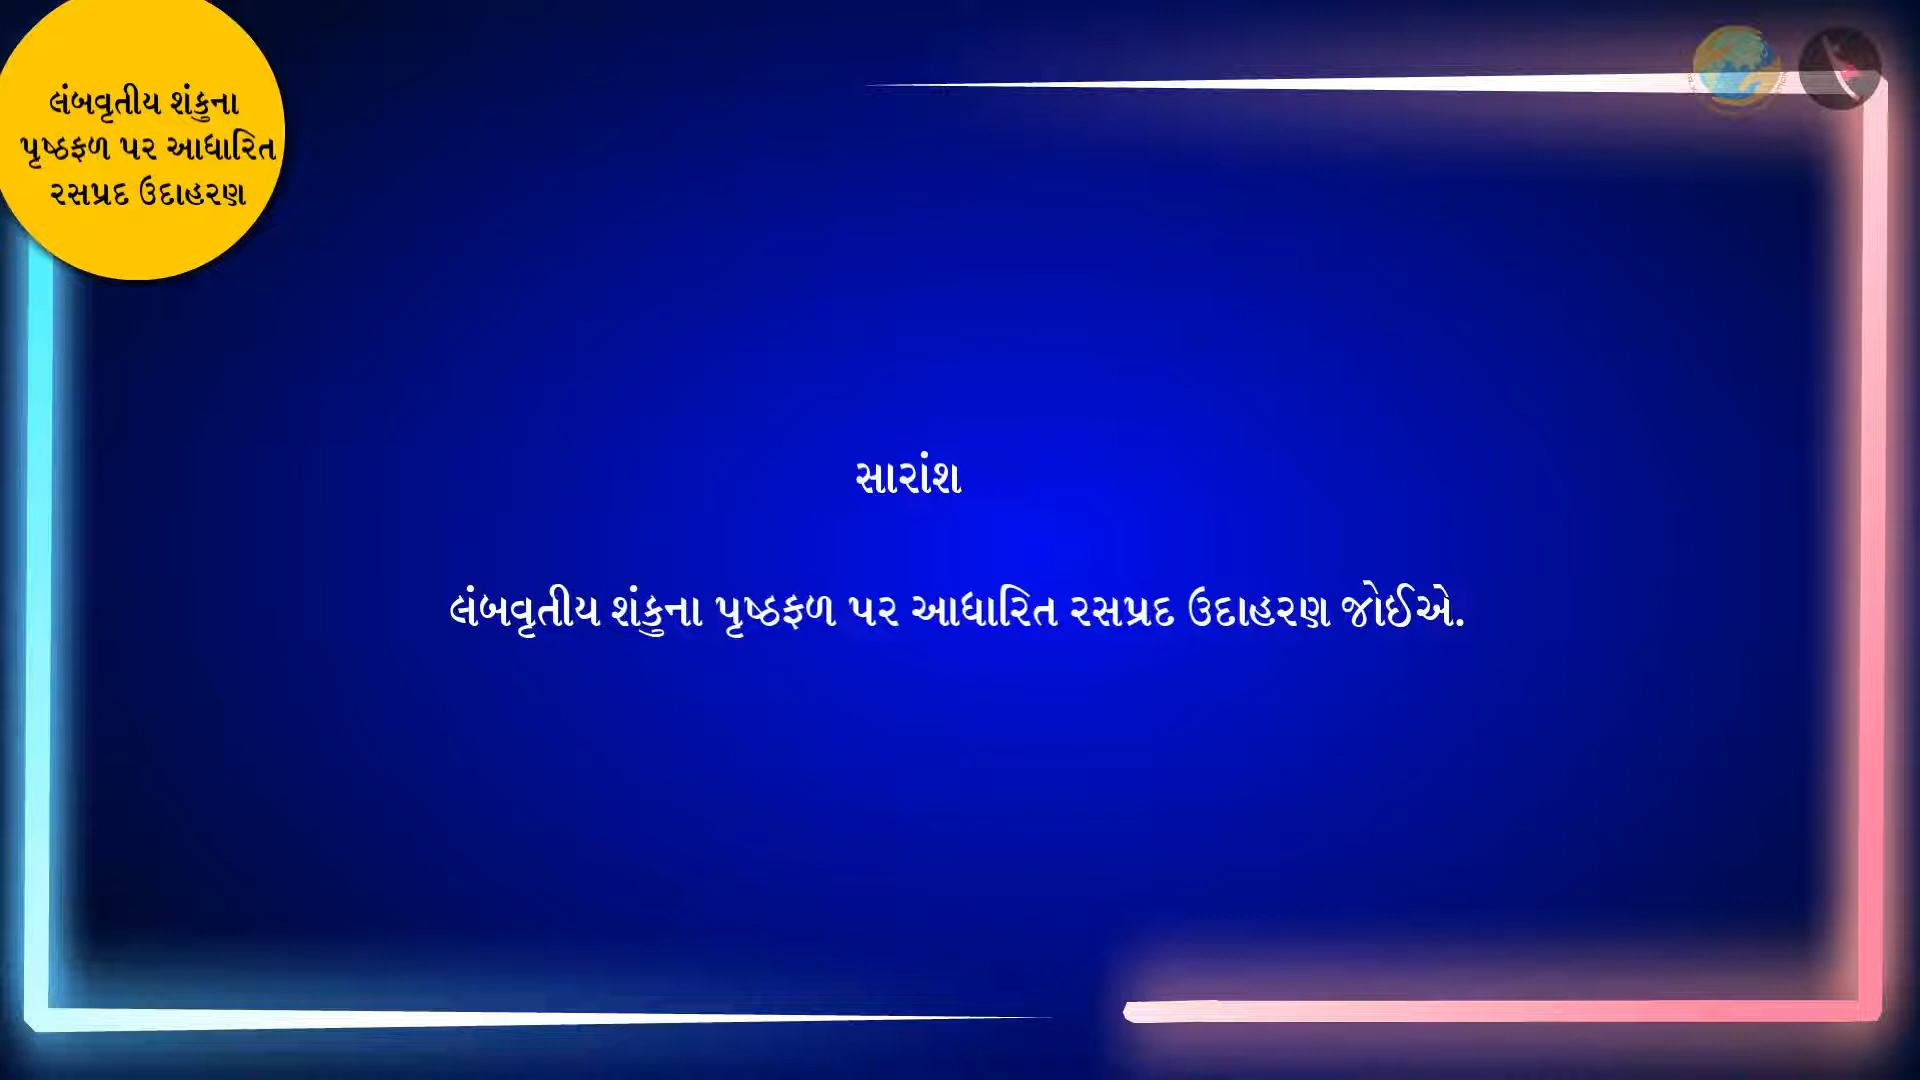 લંબવૃતીય શંકુના
પૃષ્ઠફળ પર આધારિત
રસપ્રદ ઉદાહરણ
સારાંશ
લંબવૃતીય શંકુના પૃષ્ઠફળ પર આધારિત રસપ્રદ ઉદાહરણ જોઈએ.